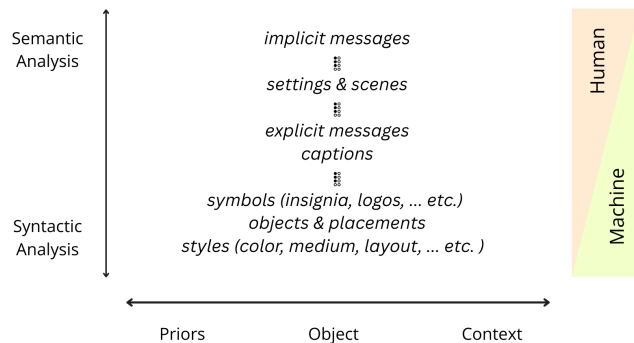 Semantic
Analysis
implicit messages
settings & scenes
explicit messages
captions
symbols (insignia, logos, ... etc.)
objects & placements
styles (color, medium, layout, ... etc. )
Syntactic
Analysis
Human
Machine
Priors
Object
Context